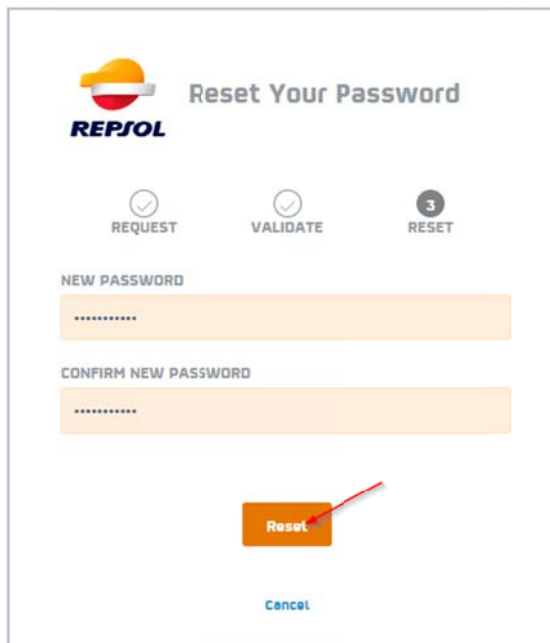 Reset Your Password
REPSOL
3
REQUEST VALIDATE RESET
NEW PASSWORD
•••••••••••
CONFIRM NEW PASSWORD
•••••••••••
Reset
Cancel